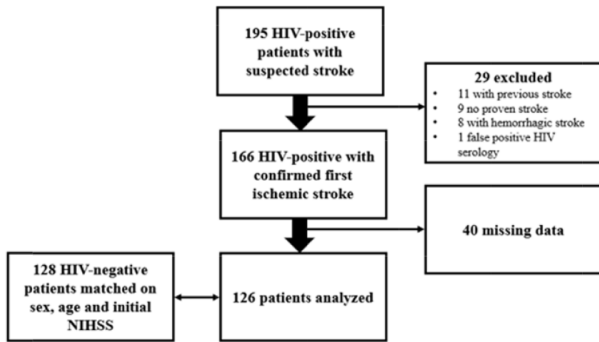 195 HIV-positive
patients with
suspected stroke
29 excluded
• 11 with previous stroke
• 9 no proven stroke
• 8 with hemorrhagic stroke
• 1 false positive HIV
serology
166 HIV-positive with
confirmed first
ischemic stroke
40 missing data
128 HIV-negative
patients matched on
sex, age and initial
NIHSS
126 patients analyzed